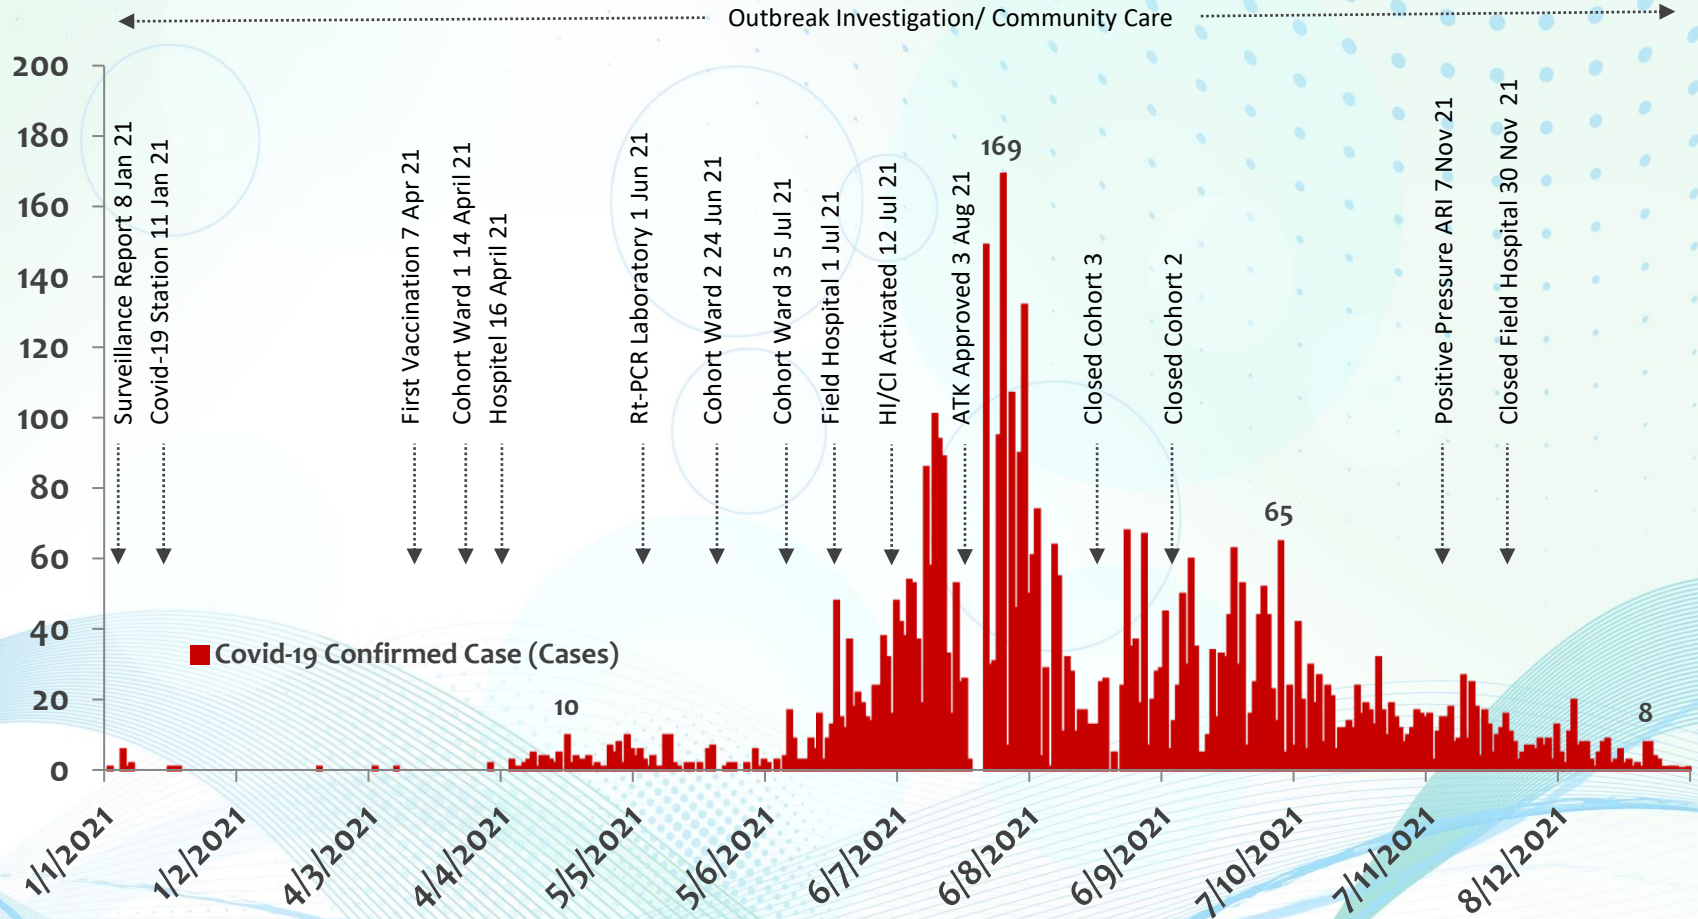 Outbreak Investigation/ Community Care
200
180
160
140
120
100
80
60
40
20
0
Surveillance Report 8 Jan 21
Covid-19 Station 11 Jan 21
First Vaccination 7 Apr 21
Cohort Ward 1 14 April 21
Hospitel 16 April 21
Rt-PCR Laboratory 1 Jun 21
Cohort Ward 2 24 Jun 21
Cohort Ward 3 5 Jul 21
Field Hospital 1 Jul 21
HI/CI Activated 12 Jul 21
ATK Approved 3 Aug 21
169
Closed Cohort 3
Closed Cohort 2
65
Positive Pressure ARI 7 Nov 21
Closed Field Hospital 30 Nov 21
Covid-19 Confirmed Case (Cases)
10
8
1/1/2021
1/2/2021
4/3/2021
4/4/2021
5/5/2021
5/6/2021
6/7/2021
6/8/2021
6/9/2021
7/10/2021
7/11/2021
8/12/2021